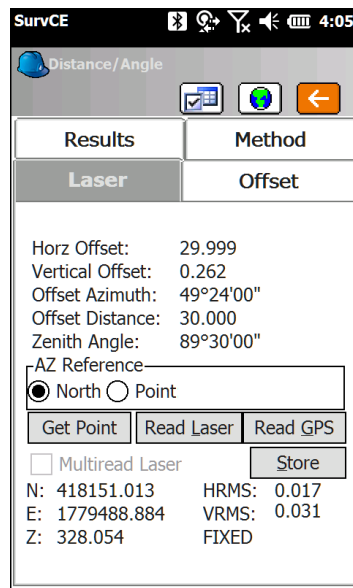 SurvCE 4:05
Distance/Angle
Results Method
Laser Offset
Horz Offset: 29.999
Vertical Offset: 0.262
Offset Azimuth: 49°24'00"
Offset Distance: 30.000
Zenith Angle: 89°30'00"
AZ Reference
North Point
Get Point Read Laser Read GPS
Multiread Laser Store
N: 418151.013 HRMS: 0.017
E: 1779488.884 VRMS: 0.031
Z: 328.054 FIXED